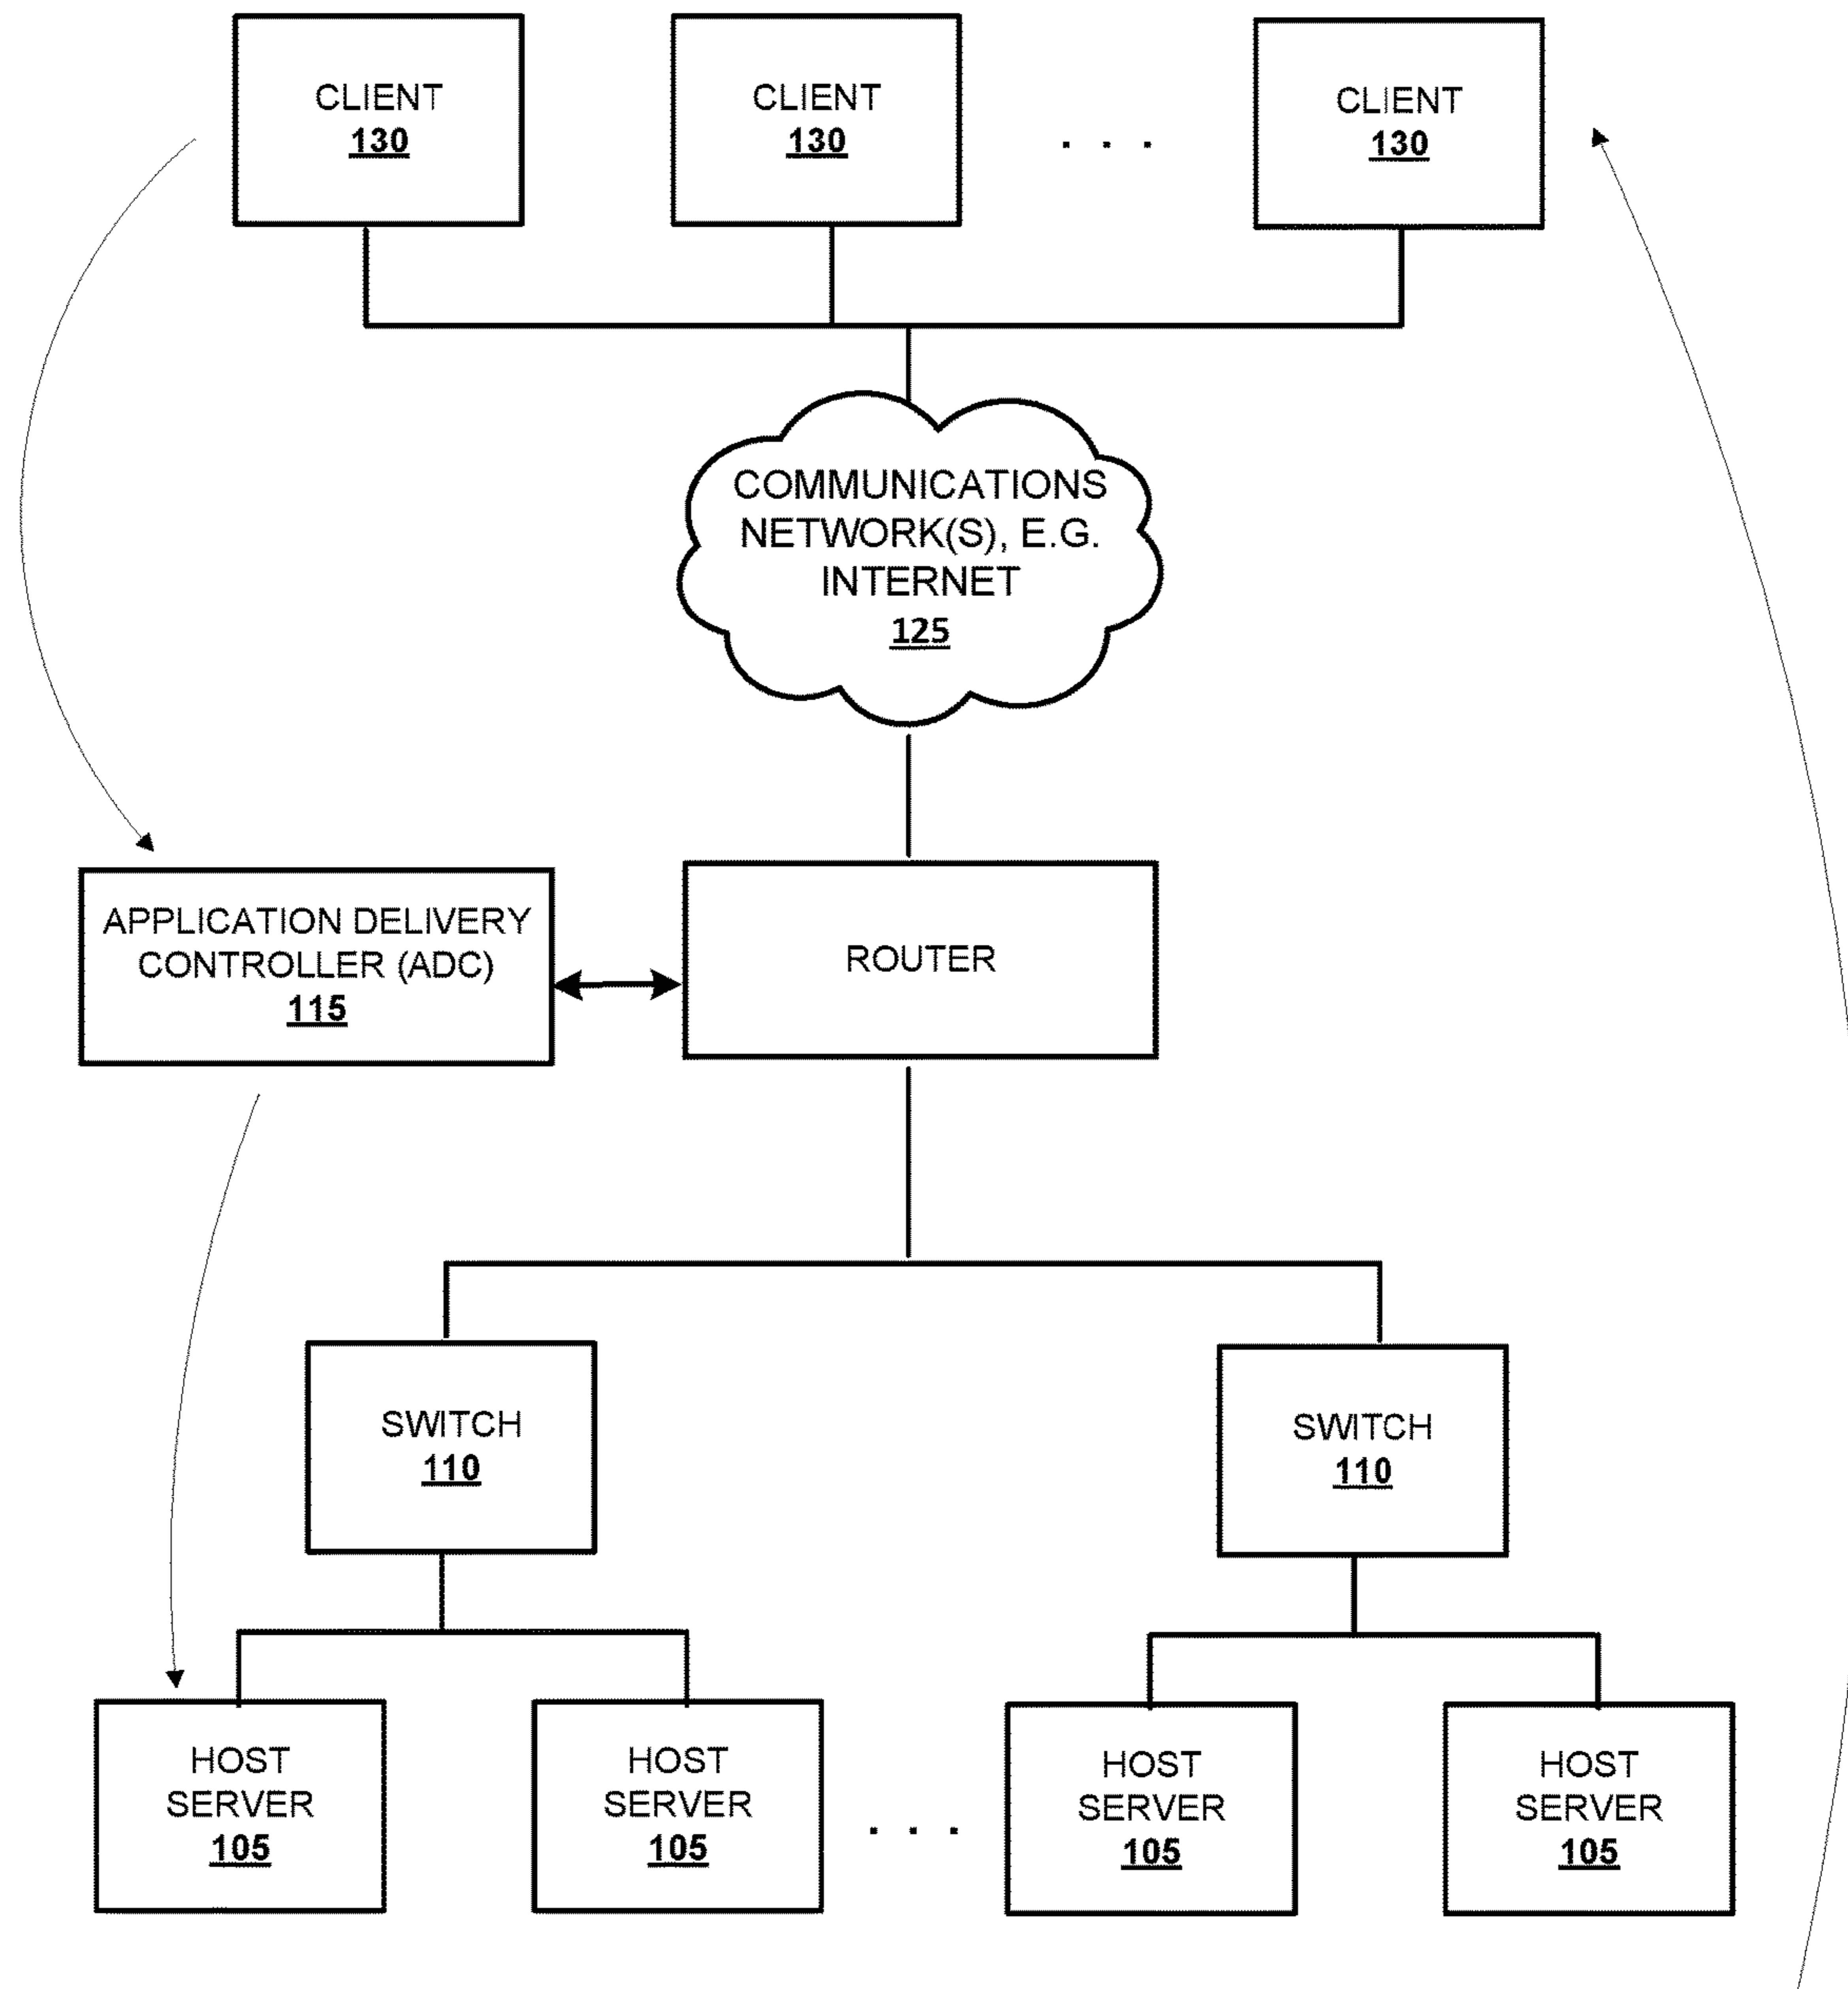 CLIENT
130
CLIENT
130
. . .
CLIENT
130
COMMUNICATIONS
NETWORK(S), E.G.
INTERNET
125
APPLICATION DELIVERY
CONTROLLER (ADC)
115
ROUTER
SWITCH
110
SWITCH
110
HOST
SERVER
105
HOST
SERVER
105
. . .
HOST
SERVER
105
HOST
SERVER
105